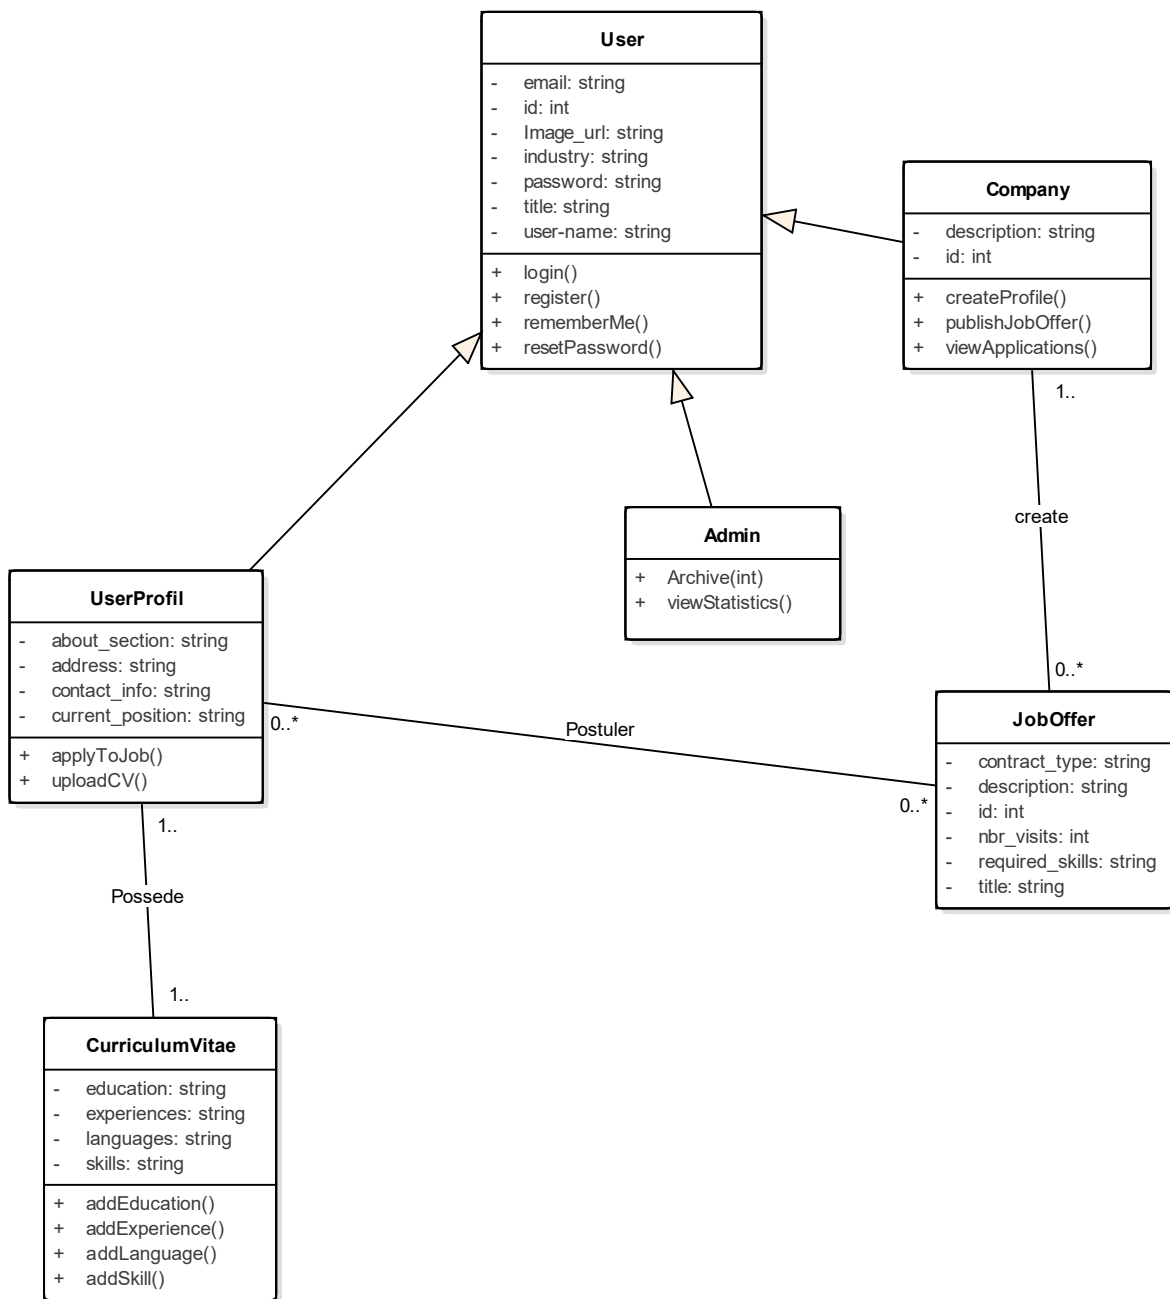 User
- email: string
- id: int
- Image_url: string
- industry: string
- password: string
- title: string
- user-name: string
+ login()
+ register()
+ rememberMe()
+ resetPassword()
Company
- description: string
- id: int
+ createProfile()
+ publishJobOffer()
+ viewApplications()
1..
create
0..*
Admin
+ Archive(int)
+ viewStatistics()
UserProfil
- about_section: string
- address: string
- contact_info: string
- current_position: string
+ applyToJob()
+ uploadCV()
0..*
Postuler
0..*
JobOffer
- contract_type: string
- description: string
- id: int
- nbr_visits: int
- required_skills: string
- title: string
1..
Possede
1..
CurriculumVitae
- education: string
- experiences: string
- languages: string
- skills: string
+ addEducation()
+ addExperience()
+ addLanguage()
+ addSkill()